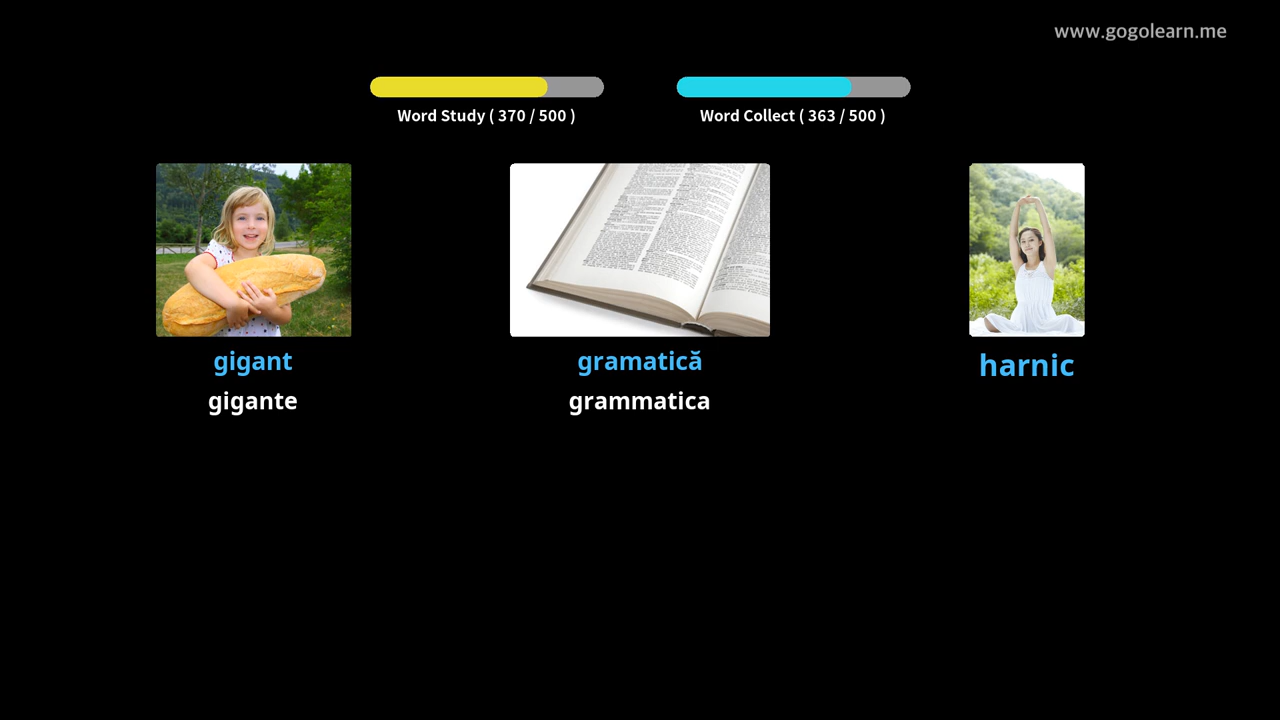 www.gogolearn.me
Word Study ( 370 / 500 )
Word Collect ( 363 / 500 )
gigant
gigante
gramatică
grammatica
harnic